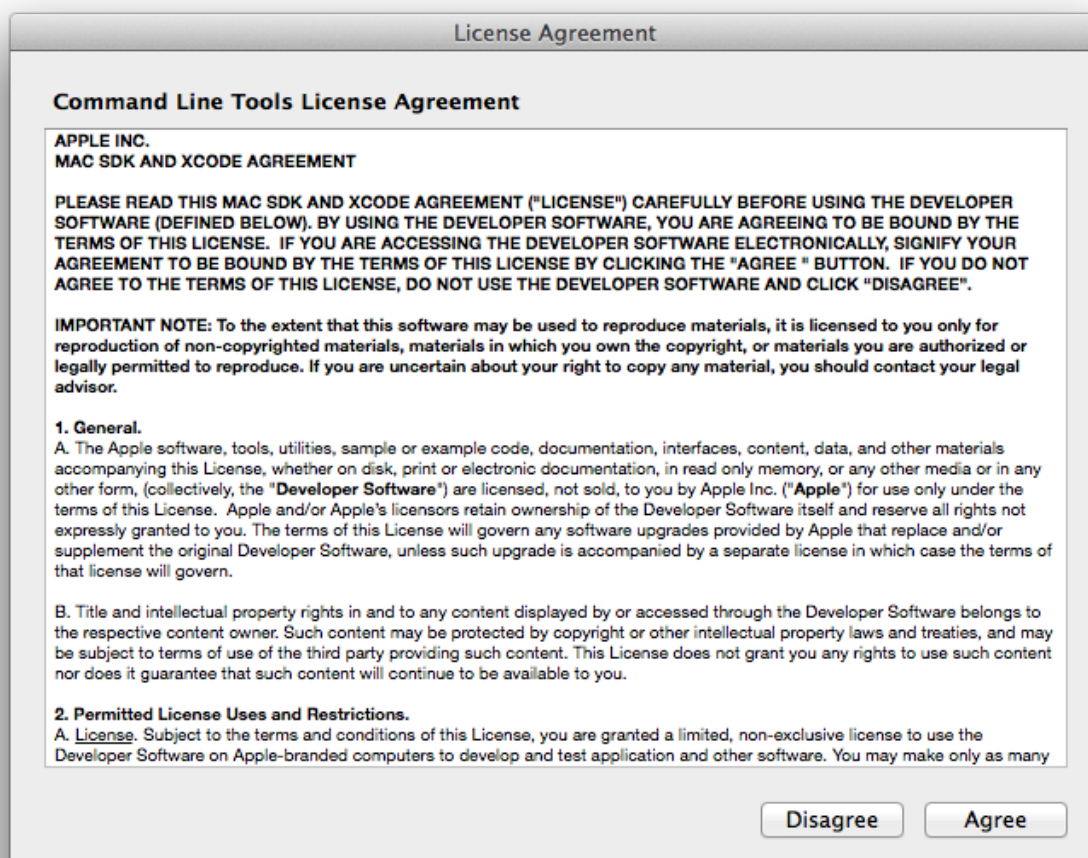 License Agreement
Command Line Tools License Agreement
APPLE INC.
MAC SDK AND XCODE AGREEMENT
PLEASE READ THIS MAC SDK AND XCODE AGREEMENT ("LICENSE") CAREFULLY BEFORE USING THE DEVELOPER
SOFTWARE (DEFINED BELOW). BY USING THE DEVELOPER SOFTWARE, YOU ARE AGREEING TO BE BOUND BY THE
TERMS OF THIS LICENSE.  IF YOU ARE ACCESSING THE DEVELOPER SOFTWARE ELECTRONICALLY, SIGNIFY YOUR
AGREEMENT TO BE BOUND BY THE TERMS OF THIS LICENSE BY CLICKING THE "AGREE " BUTTON.  IF YOU DO NOT
AGREE TO THE TERMS OF THIS LICENSE, DO NOT USE THE DEVELOPER SOFTWARE AND CLICK “DISAGREE”.
IMPORTANT NOTE: To the extent that this software may be used to reproduce materials, it is licensed to you only for
reproduction of non-copyrighted materials, materials in which you own the copyright, or materials you are authorized or
legally permitted to reproduce. If you are uncertain about your right to copy any material, you should contact your legal
advisor.
1. General.
A. The Apple software, tools, utilities, sample or example code, documentation, interfaces, content, data, and other materials
accompanying this License, whether on disk, print or electronic documentation, in read only memory, or any other media or in any
other form, (collectively, the "Developer Software") are licensed, not sold, to you by Apple Inc. ("Apple") for use only under the
terms of this License.  Apple and/or Apple’s licensors retain ownership of the Developer Software itself and reserve all rights not
expressly granted to you. The terms of this License will govern any software upgrades provided by Apple that replace and/or
supplement the original Developer Software, unless such upgrade is accompanied by a separate license in which case the terms of
that license will govern.
B. Title and intellectual property rights in and to any content displayed by or accessed through the Developer Software belongs to
the respective content owner. Such content may be protected by copyright or other intellectual property laws and treaties, and may
be subject to terms of use of the third party providing such content. This License does not grant you any rights to use such content
nor does it guarantee that such content will continue to be available to you.
2. Permitted License Uses and Restrictions.
A. License. Subject to the terms and conditions of this License, you are granted a limited, non-exclusive license to use the
Developer Software on Apple-branded computers to develop and test application and other software. You may make only as many
Disagree
Agree